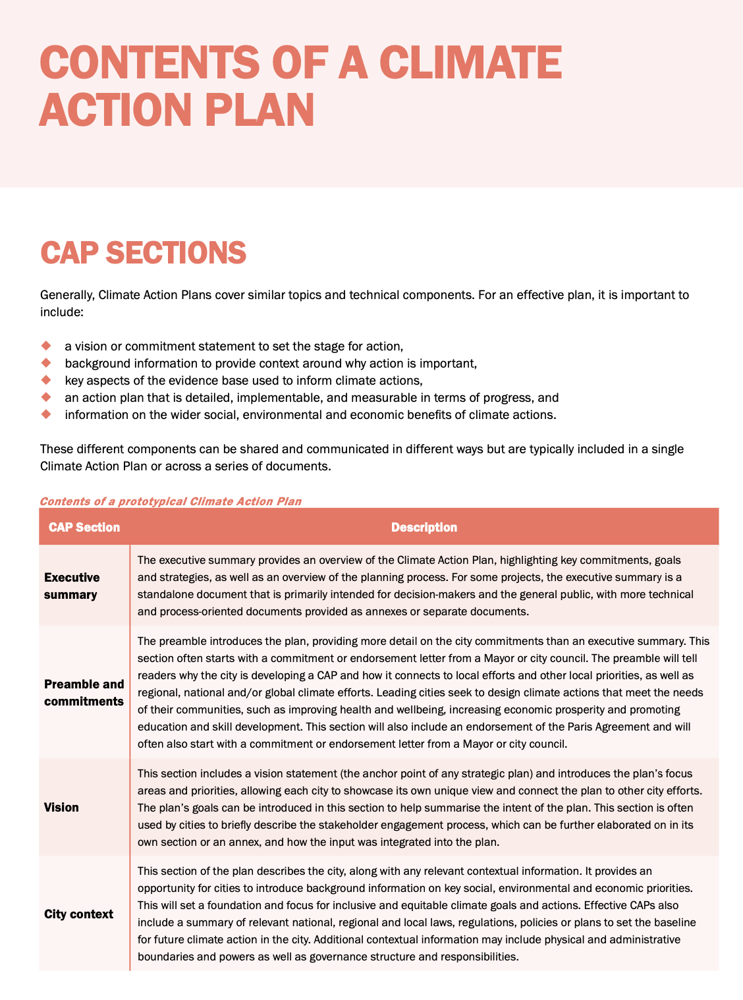 CONTENTS OF A CLIMATE
ACTION PLAN
CAP SECTIONS
Generally, Climate Action Plans cover similar topics and technical components. For an effective plan, it is important to
include:
◆ a vision or commitment statement to set the stage for action,
◆ background information to provide context around why action is important,
◆ key aspects of the evidence base used to inform climate actions,
◆ an action plan that is detailed, implementable, and measurable in terms of progress, and
◆ information on the wider social, environmental and economic benefits of climate actions.
These different components can be shared and communicated in different ways but are typically included in a single
Climate Action Plan or across a series of documents.
Contents of a prototypical Climate Action Plan
CAP Section Description
Executive
summary
The executive summary provides an overview of the Climate Action Plan, highlighting key commitments, goals
and strategies, as well as an overview of the planning process. For some projects, the executive summary is a
standalone document that is primarily intended for decision-makers and the general public, with more technical
and process-oriented documents provided as annexes or separate documents.
Preamble and
commitments
The preamble introduces the plan, providing more detail on the city commitments than an executive summary. This
section often starts with a commitment or endorsement letter from a Mayor or city council. The preamble will tell
readers why the city is developing a CAP and how it connects to local efforts and other local priorities, as well as
regional, national and/or global climate efforts. Leading cities seek to design climate actions that meet the needs
of their communities, such as improving health and wellbeing, increasing economic prosperity and promoting
education and skill development. This section will also include an endorsement of the Paris Agreement and will
often also start with a commitment or endorsement letter from a Mayor or city council.
Vision
This section includes a vision statement (the anchor point of any strategic plan) and introduces the plan’s focus
areas and priorities, allowing each city to showcase its own unique view and connect the plan to other city efforts.
The plan’s goals can be introduced in this section to help summarise the intent of the plan. This section is often
used by cities to briefly describe the stakeholder engagement process, which can be further elaborated on in its
own section or an annex, and how the input was integrated into the plan.
City context
This section of the plan describes the city, along with any relevant contextual information. It provides an
opportunity for cities to introduce background information on key social, environmental and economic priorities.
This will set a foundation and focus for inclusive and equitable climate goals and actions. Effective CAPs also
include a summary of relevant national, regional and local laws, regulations, policies or plans to set the baseline
for future climate action in the city. Additional contextual information may include physical and administrative
boundaries and powers as well as governance structure and responsibilities.